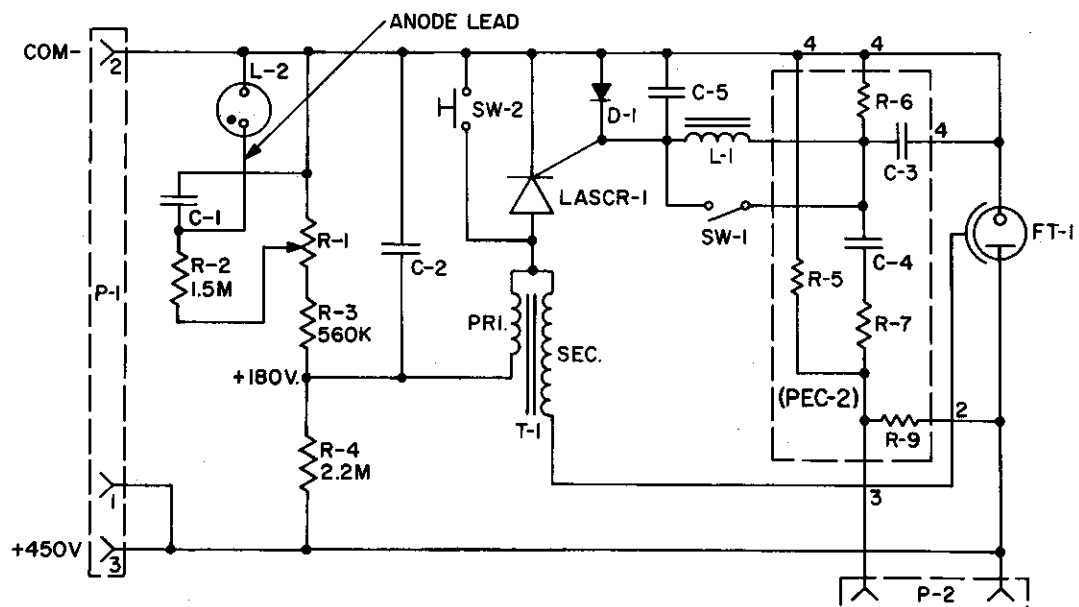 ANODE LEAD
COM-
2
L-2
4
4
SW-2
D-1
C-5
R-6
L-1
4
C-3
C-1
LASCR-1
SW-1
FT-1
R-1
R-2
1.5M
C-2
C-4
R-5
P-1
R-3
560K
PRI.
SEC.
R-7
+180V.
(PEC-2)
T-1
2
R-9
R-4
2.2M
1
3
+450V
3
P-2